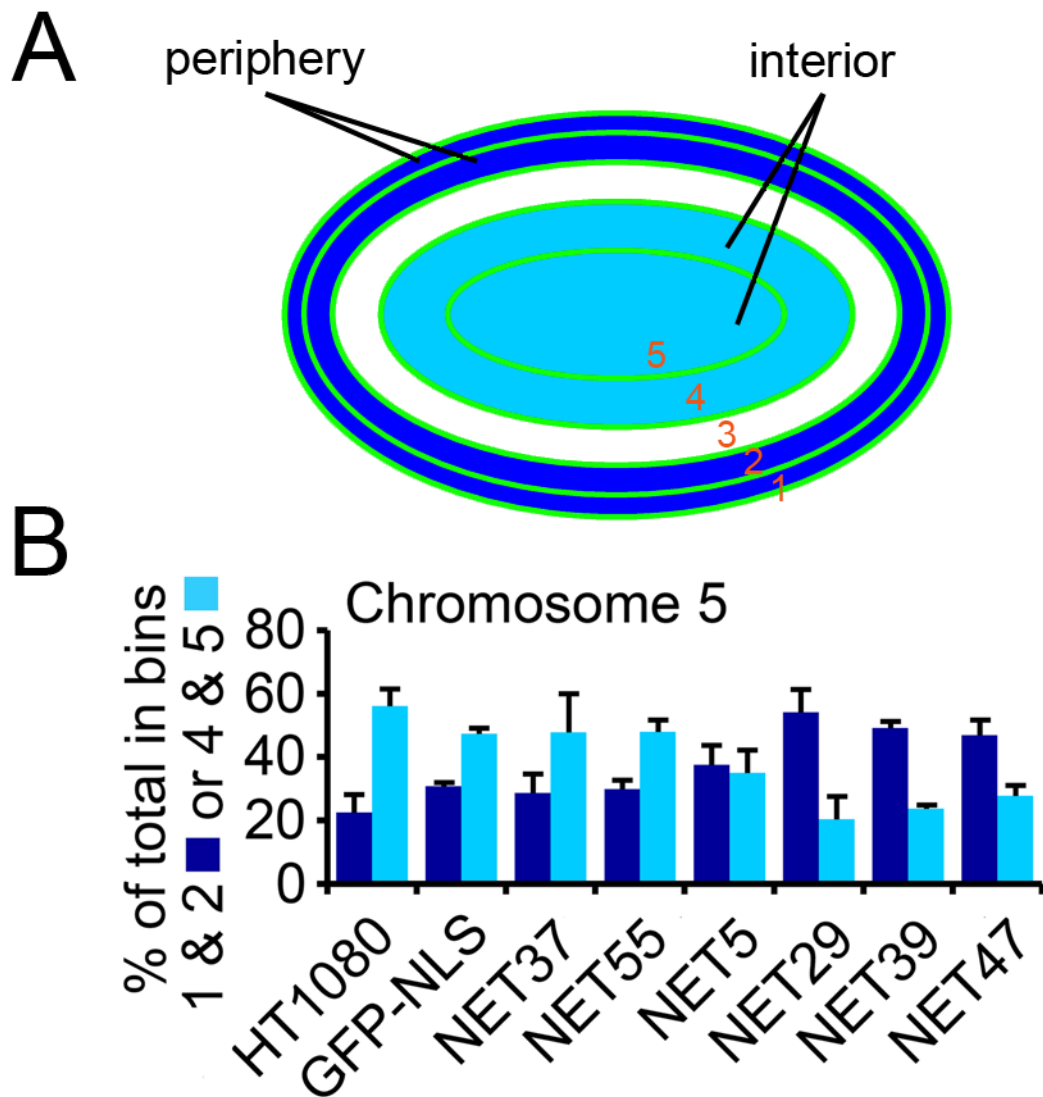 A
periphery
interior
5
4
3
2
1
B
% of total in bins
1 & 2 or 4 & 5
Chromosome 5
80
60
40
20
0
HT1080
GFP-NLS
NET37
NET55
NET5
NET29
NET39
NET47